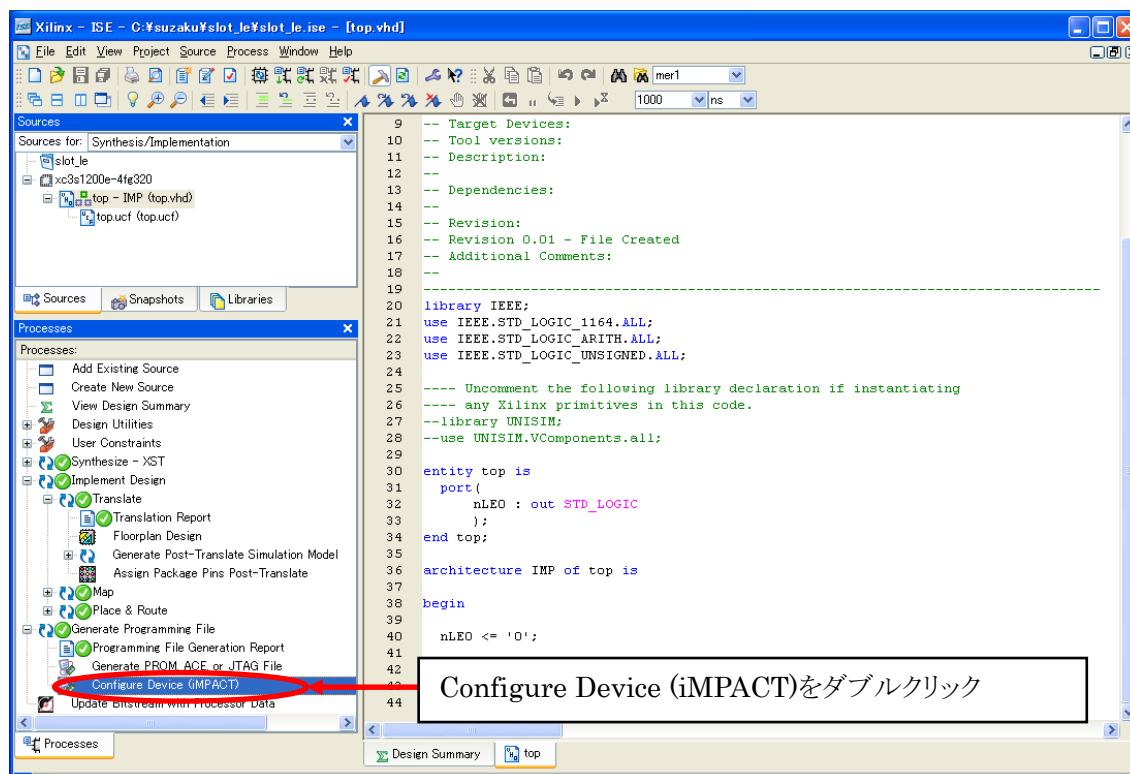 Xilinx - ISE - C:¥suzaku¥slot_le¥slot_le.ise - [top.vhd]
File Edit View Project Source Process Window Help
mer1
1000 ns
Sources
Sources for: Synthesis/Implementation
slot_le
xc3s1200e-4fg320
top - IMP (top.vhd)
top.ucf (top.ucf)
Sources Snapshots Libraries
Processes
Processes:
Add Existing Source
Create New Source
View Design Summary
Design Utilities
User Constraints
Synthesize - XST
Implement Design
Translate
Translation Report
Floorplan Design
Generate Post-Translate Simulation Model
Assign Package Pins Post-Translate
Map
Place & Route
Generate Programming File
Programming File Generation Report
Generate PROM, ACE, or JTAG File
Configure Device (iMPACT)
Update Bitstream with Processor Data
Processes
9 -- Target Devices:
10 -- Tool versions:
11 -- Description:
12 --
13 -- Dependencies:
14 --
15 -- Revision:
16 -- Revision 0.01 - File Created
17 -- Additional Comments:
18 --
19 ----------------------------------------------------------------------------------
20 library IEEE;
21 use IEEE.STD_LOGIC_1164.ALL;
22 use IEEE.STD_LOGIC_ARITH.ALL;
23 use IEEE.STD_LOGIC_UNSIGNED.ALL;
24
25 ---- Uncomment the following library declaration if instantiating
26 ---- any Xilinx primitives in this code.
27 --library UNISIM;
28 --use UNISIM.VComponents.all;
29
30 entity top is
31 port(
32 nLE0 : out STD_LOGIC
33 );
34 end top;
35
36 architecture IMP of top is
37
38 begin
39
40 nLE0 <= '0';
41
42
44
Configure Device (iMPACT)をダブルクリック
Design Summary top